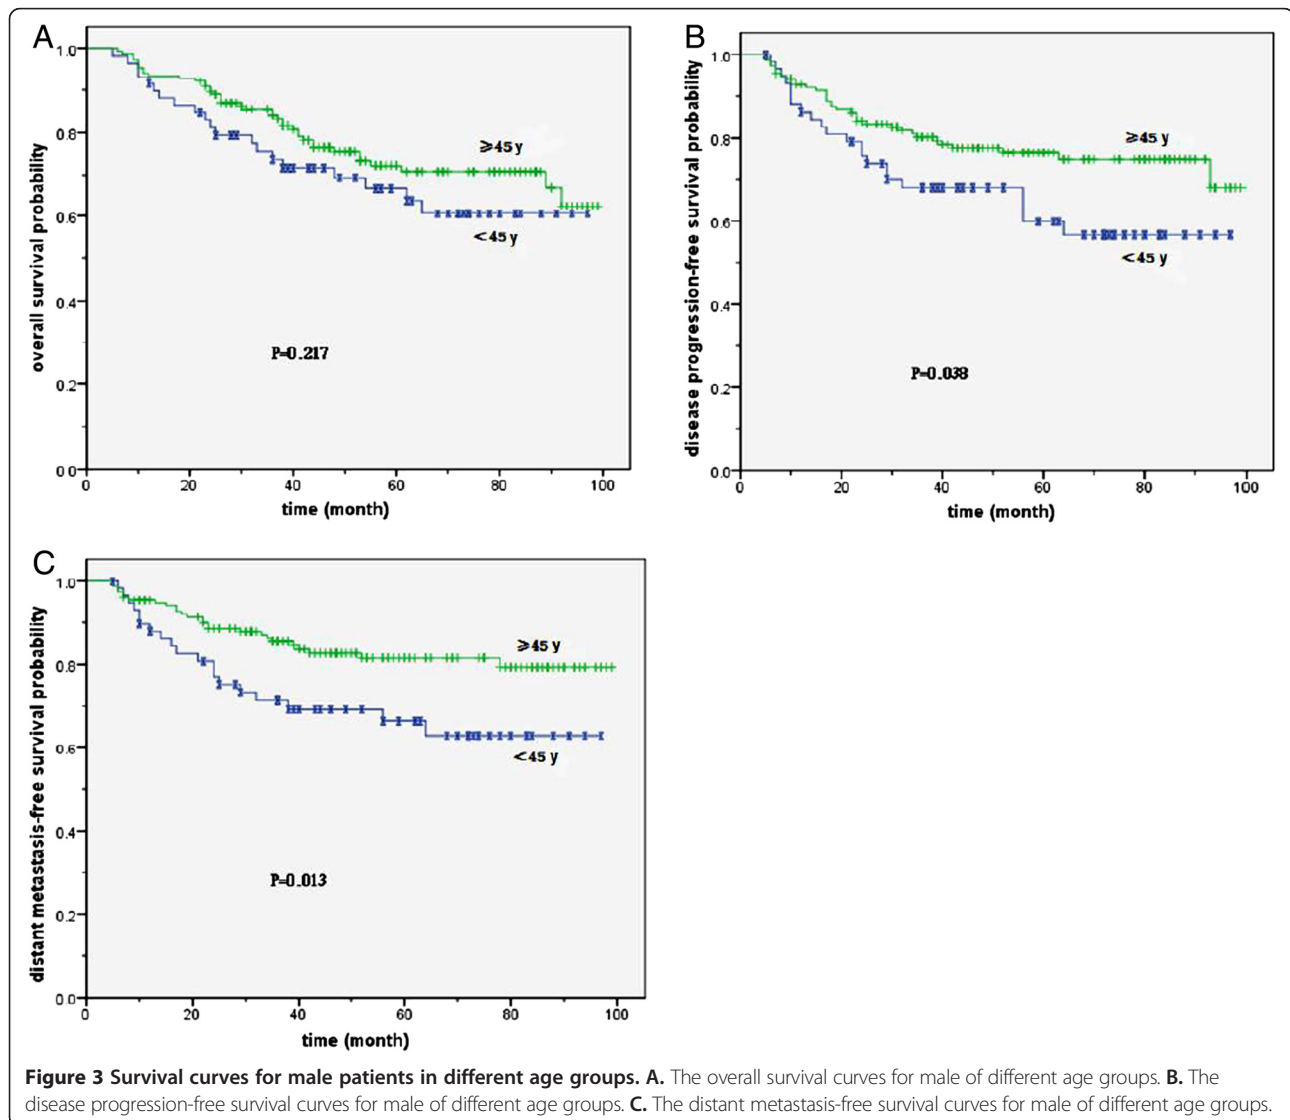 A
1.0
0.8
0.6
0.4
0.2
0.0
overall survival probability
≥45 y
<45 y
P=0.217
0 20 40 60 80 100
time (month)
B
1.0
0.8
0.6
0.4
0.2
0.0
disease progression-free survival probability
≥45 y
<45 y
P=0.038
0 20 40 60 80 100
time (month)
C
1.0
0.8
0.6
0.4
0.2
0.0
distant metastasis-free survival probability
≥45 y
<45 y
P=0.013
0 20 40 60 80 100
time (month)
Figure 3 Survival curves for male patients in different age groups. A. The overall survival curves for male of different age groups. B. The
disease progression-free survival curves for male of different age groups. C. The distant metastasis-free survival curves for male of different age groups.